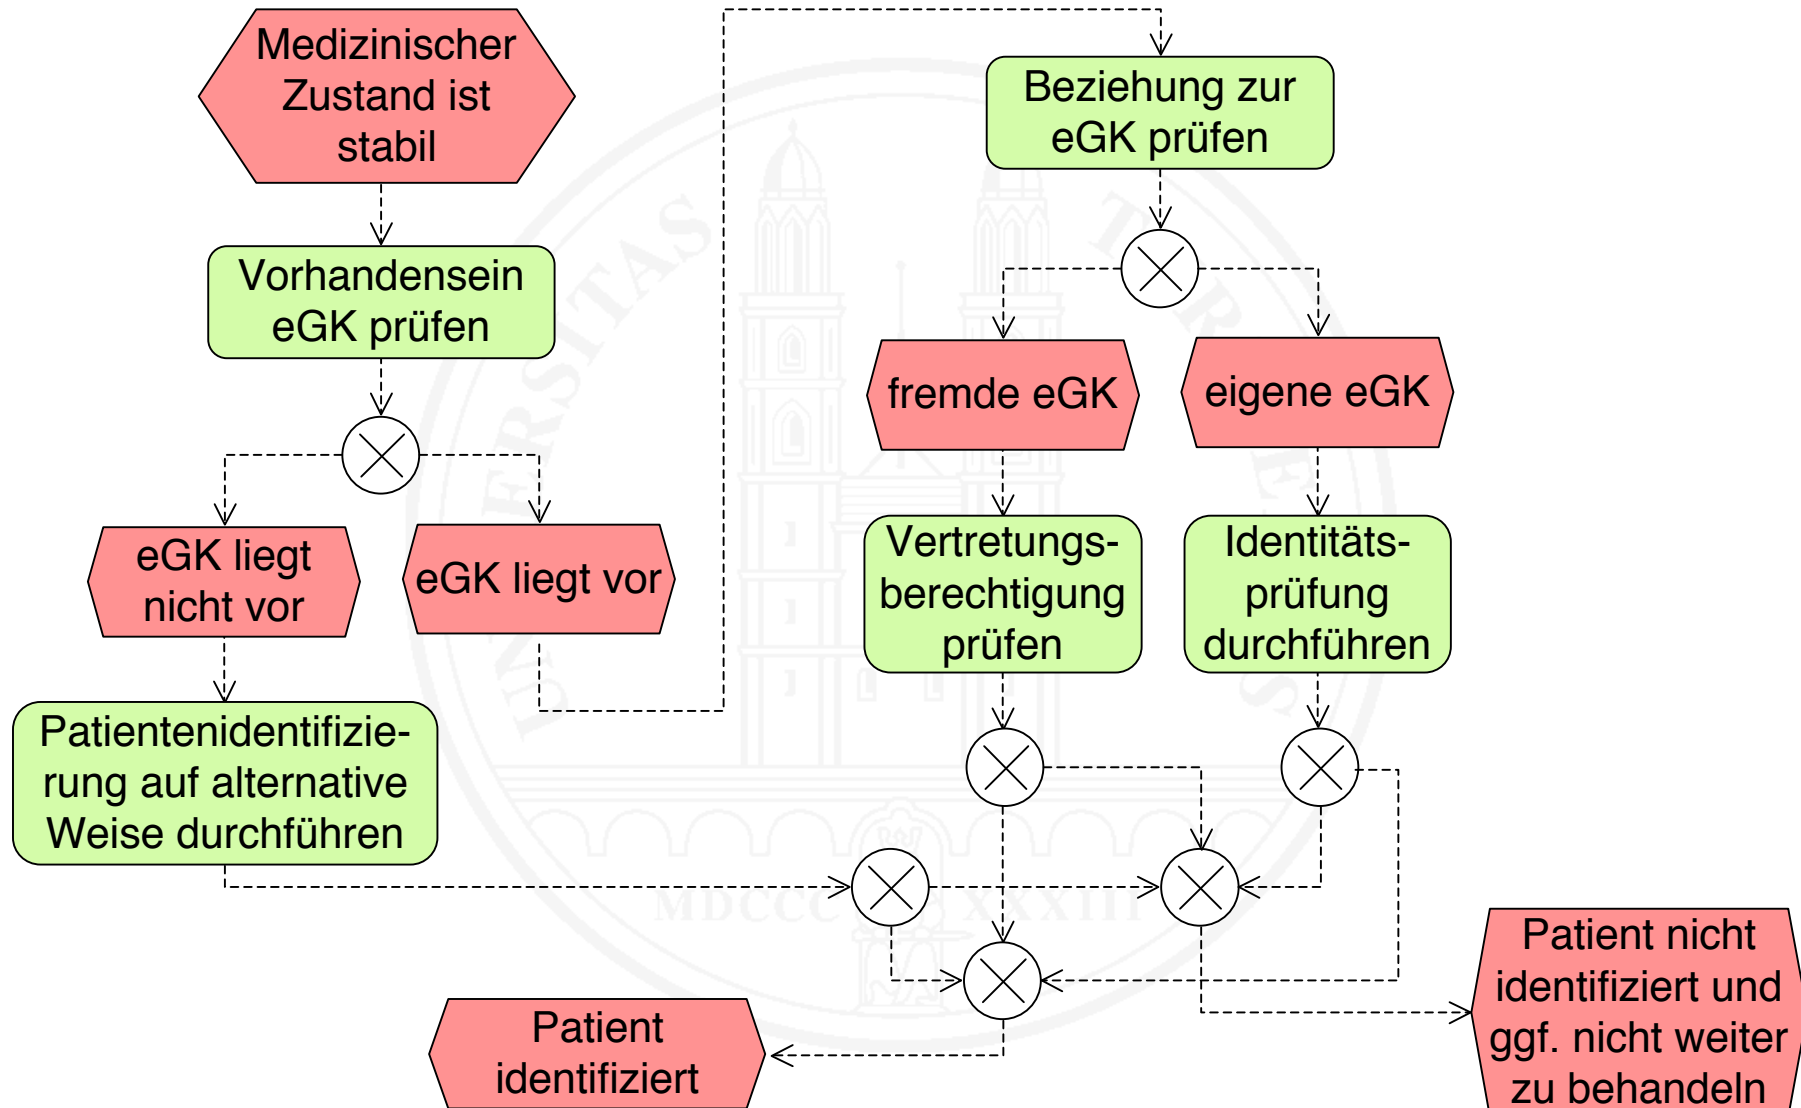 Medizinischer
Zustand ist
stabil
Vorhandensein
eGK prüfen
eGK liegt
nicht vor
eGK liegt vor
Patientenidentifizie-
rung auf alternative
Weise durchführen
Beziehung zur
eGK prüfen
fremde eGK
eigene eGK
Vertretungs-
berechtigung
prüfen
Identitäts-
prüfung
durchführen
Patient
identifiziert
Patient nicht
identifiziert und
ggf. nicht weiter
zu behandeln
MDCCC XXXIII